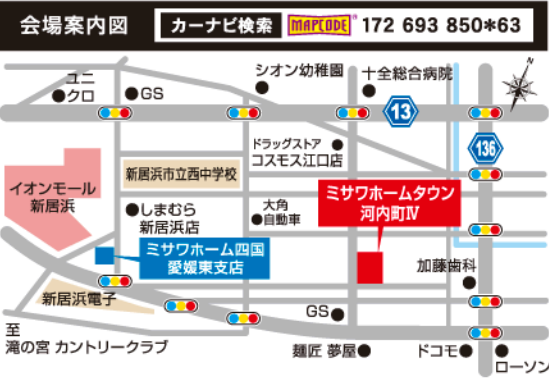 会場案内図
カーナビ検索 MAPCODE® 172 693 850*63
ユニ
クロ
GS
シオン幼稚園
十全総合病院
N
13
136
ドラッグストア
コスモス江口店
新居浜市立西中学校
イオンモール
新居浜
しまむら
新居浜店
大角
自動車
ミサワホームタウン
河内町Ⅳ
ミサワホーム四国
愛媛東支店
加藤歯科
新居浜電子
GS
至
滝の宮 カントリークラブ
麺匠 夢屋
ドコモ
ローソン